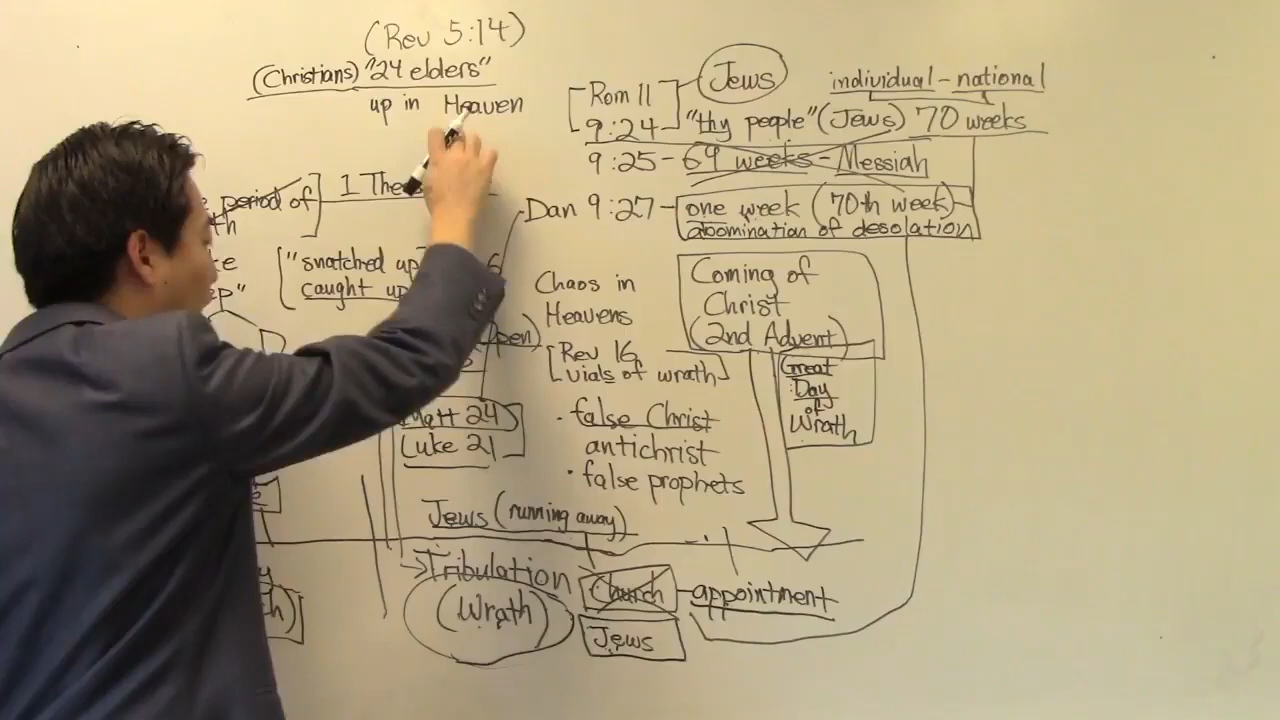 (Rev 5:14)
(Christians) "24 elders"
up in Heaven
period of
1 The
"snatched up
caught up
Matt 24
Luke 21
Jews (running away)
Tribulation
(Wrath)
Jews
individual - national
Rom 11
9:24
"thy people" (Jews) 70 weeks
9:25 - 69 weeks - Messiah
Dan 9:27 - one week (70th week)
abomination of desolation
Chaos in
Heavens
Rev 16
vials of wrath
· false Christ
antichrist
· false prophets
Coming of
Christ
(2nd Advent)
Great
Day
of
Wrath
Church - appointment
Jews